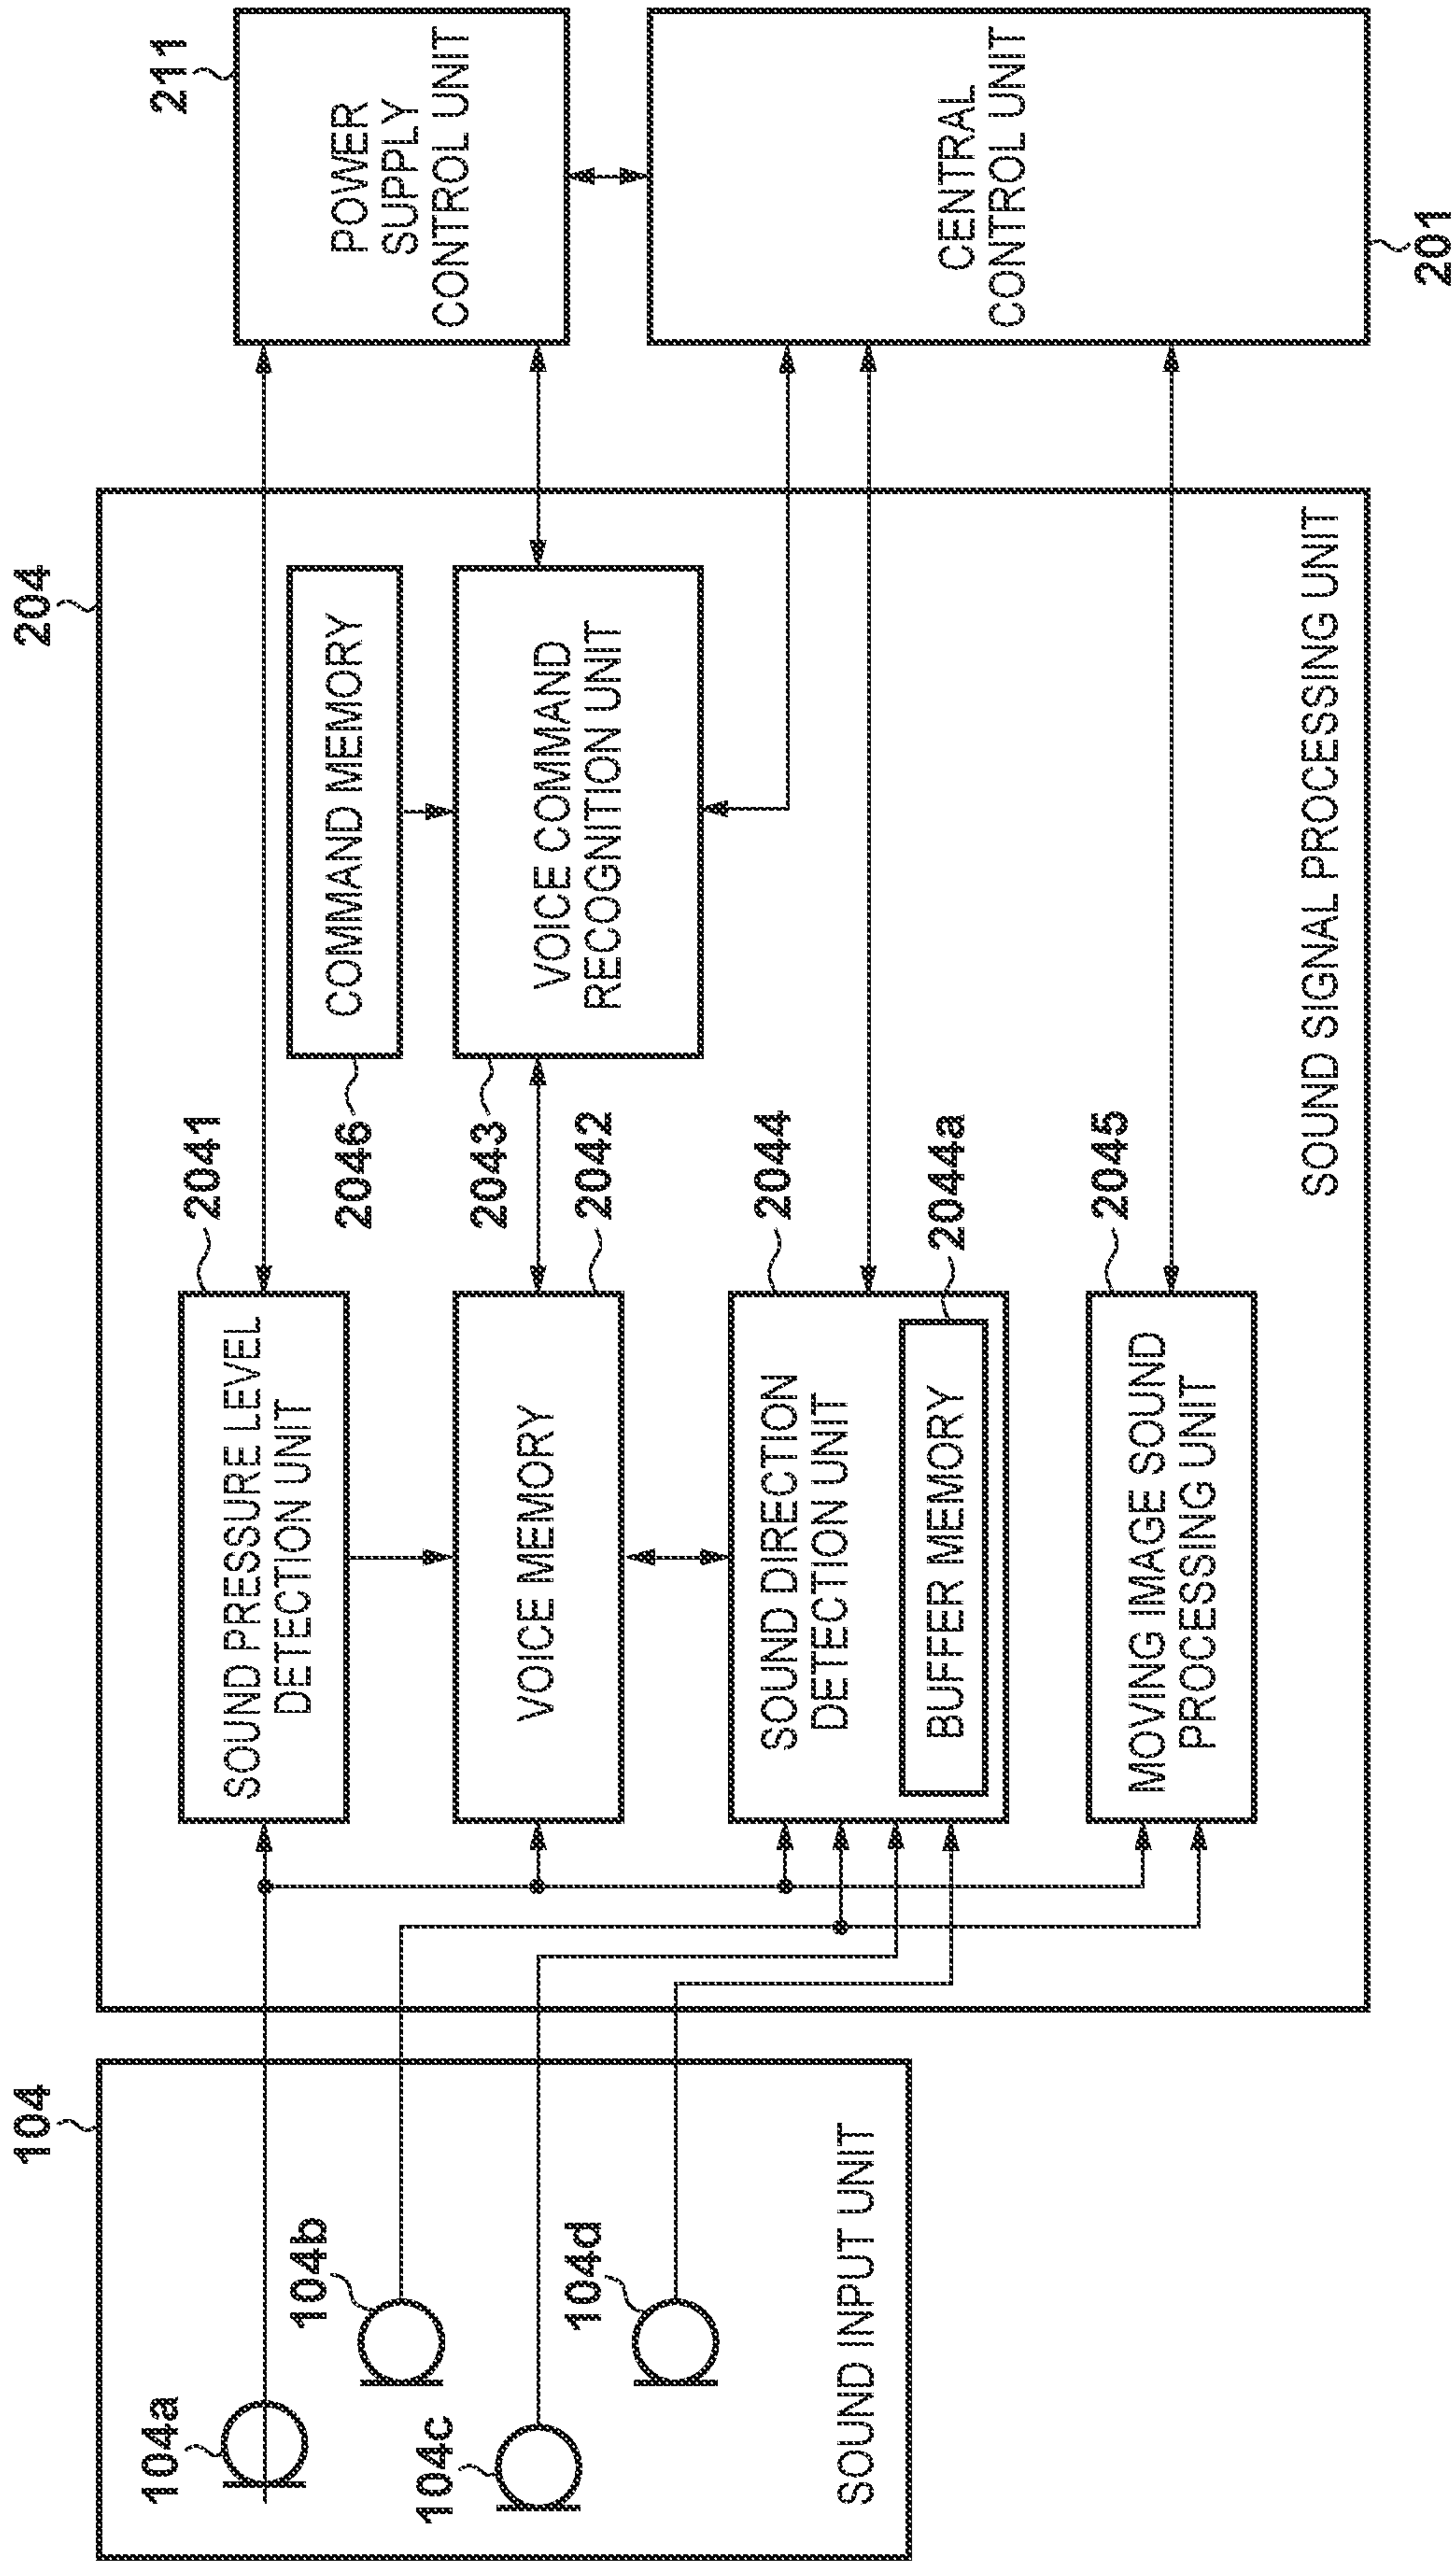 104
104a
104b
104c
104d
SOUND INPUT UNIT
204
2041
SOUND PRESSURE LEVEL
DETECTION UNIT
2046
COMMAND MEMORY
2043
VOICE COMMAND
RECOGNITION UNIT
2042
VOICE MEMORY
2044
SOUND DIRECTION
DETECTION UNIT
2044a
BUFFER MEMORY
2045
MOVING IMAGE SOUND
PROCESSING UNIT
SOUND SIGNAL PROCESSING UNIT
211
POWER
SUPPLY
CONTROL UNIT
CENTRAL
CONTROL UNIT
201